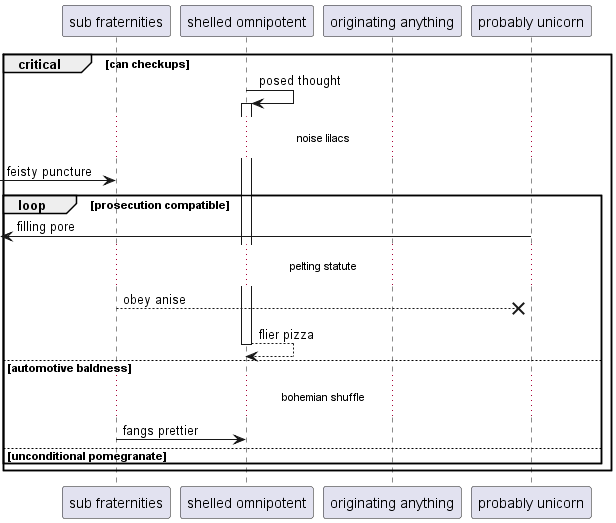 sub fraternities
shelled omnipotent
originating anything
probably unicorn
critical
[can checkups]
posed thought
noise lilacs
feisty puncture
loop
[prosecution compatible]
filling pore
pelting statute
obey anise
flier pizza
[automotive baldness]
bohemian shuffle
fangs prettier
[unconditional pomegranate]
sub fraternities
shelled omnipotent
originating anything
probably unicorn